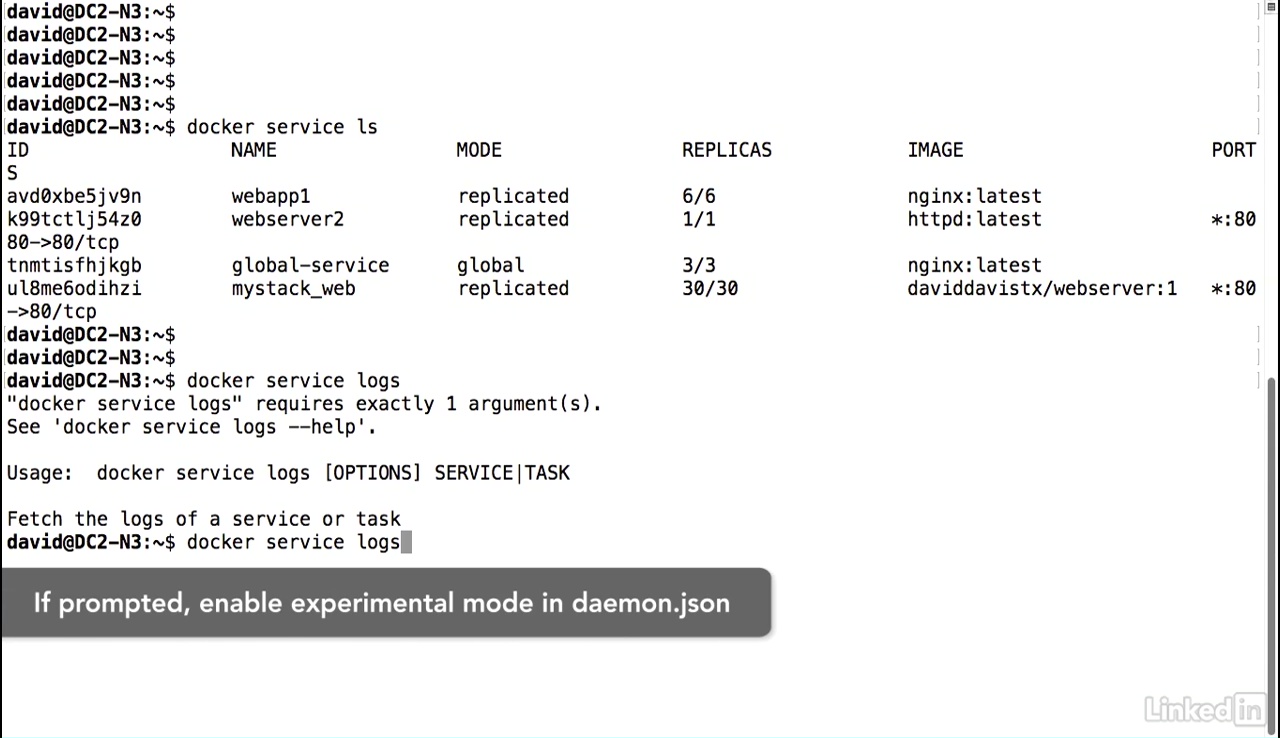 david@DC2-N3:~$
david@DC2-N3:~$
david@DC2-N3:~$
david@DC2-N3:~$
david@DC2-N3:~$
david@DC2-N3:~$ docker service ls
ID NAME MODE REPLICAS IMAGE PORT
S
avd0xbe5jv9n webapp1 replicated 6/6 nginx:latest
k99tctlj54z0 webserver2 replicated 1/1 httpd:latest *:80
80->80/tcp
tnmtisfhjkgb global-service global 3/3 nginx:latest
ul8me6odihzi mystack_web replicated 30/30 daviddavistx/webserver:1 *:80
->80/tcp
david@DC2-N3:~$
david@DC2-N3:~$
david@DC2-N3:~$ docker service logs
"docker service logs" requires exactly 1 argument(s).
See 'docker service logs --help'.
Usage: docker service logs [OPTIONS] SERVICE|TASK
Fetch the logs of a service or task
david@DC2-N3:~$ docker service logs
If prompted, enable experimental mode in daemon.json
Linked in